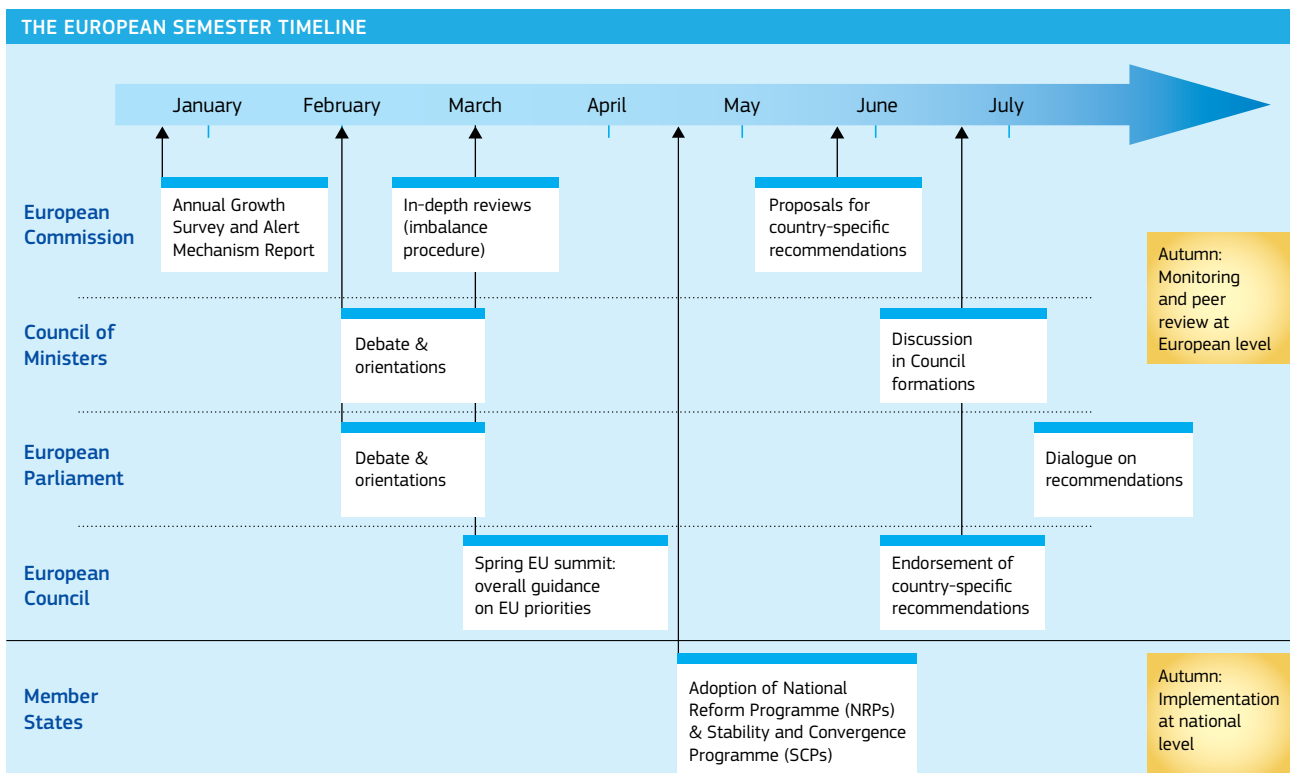 THE EUROPEAN SEMESTER TIMELINE
January February March April May June July
European
Commission
Annual Growth
Survey and Alert
Mechanism Report
In-depth reviews
(imbalance
procedure)
Proposals for
country-specific
recommendations
Autumn:
Monitoring
and peer
review at
European level
Council of
Ministers
Debate &
orientations
Discussion
in Council
formations
European
Parliament
Debate &
orientations
Dialogue on
recommendations
European
Council
Spring EU summit:
overall guidance
on EU priorities
Endorsement of
country-specific
recommendations
Member
States
Adoption of National
Reform Programme (NRPs)
& Stability and Convergence
Programme (SCPs)
Autumn:
Implementation
at national
level